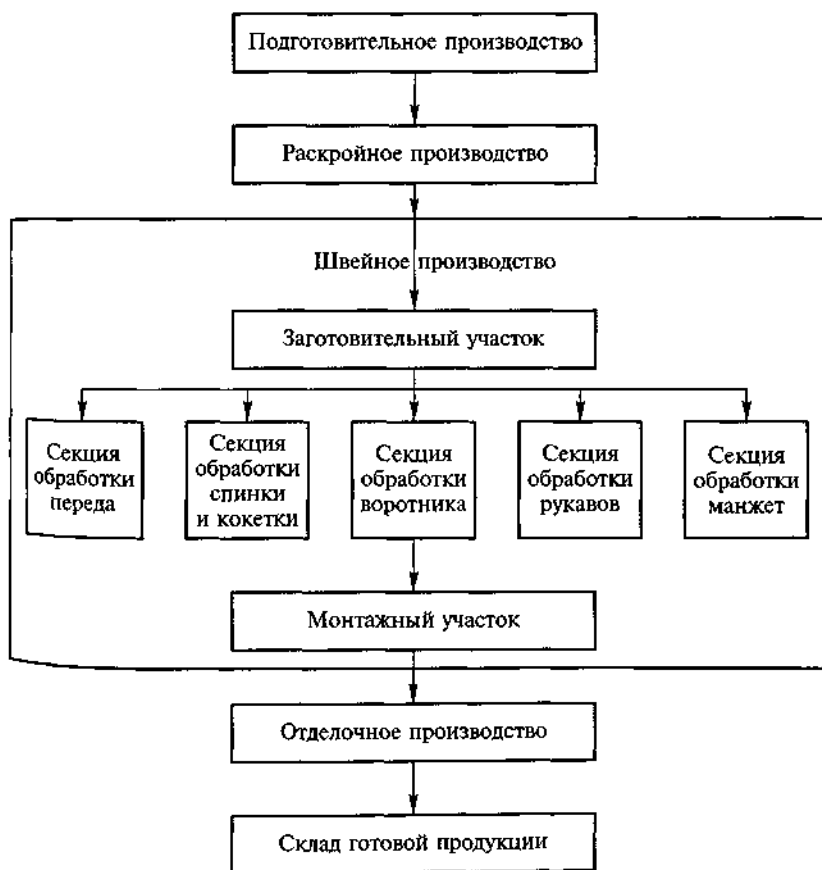 Подготовительное производство
Раскройное производство
Швейное производство
Заготовительный участок
Секция
обработки
переда
Секция
обработки
спинки
и кокетки
Секция
обработки
воротника
Секция
обработки
рукавов
Секция
обработки
манжет
Монтажный участок
Отделочное производство
Склад готовой продукции